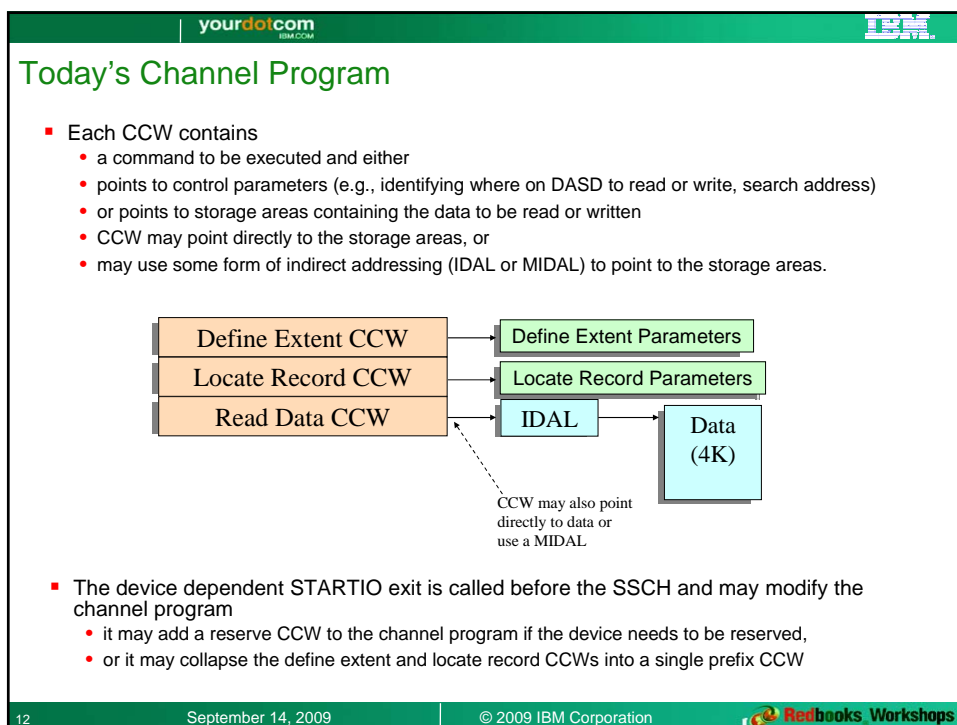 yourdotcom
IBM.COM
IBM.
Today's Channel Program
▪ Each CCW contains
• a command to be executed and either
• points to control parameters (e.g., identifying where on DASD to read or write, search address)
• or points to storage areas containing the data to be read or written
• CCW may point directly to the storage areas, or
• may use some form of indirect addressing (IDAL or MIDAL) to point to the storage areas.
Define Extent CCW
Define Extent Parameters
Locate Record CCW
Locate Record Parameters
Read Data CCW
IDAL
Data
(4K)
CCW may also point
directly to data or
use a MIDAL
▪ The device dependent STARTIO exit is called before the SSCH and may modify the
channel program
• it may add a reserve CCW to the channel program if the device needs to be reserved,
• or it may collapse the define extent and locate record CCWs into a single prefix CCW
12
September 14, 2009
© 2009 IBM Corporation
Redbooks Workshops